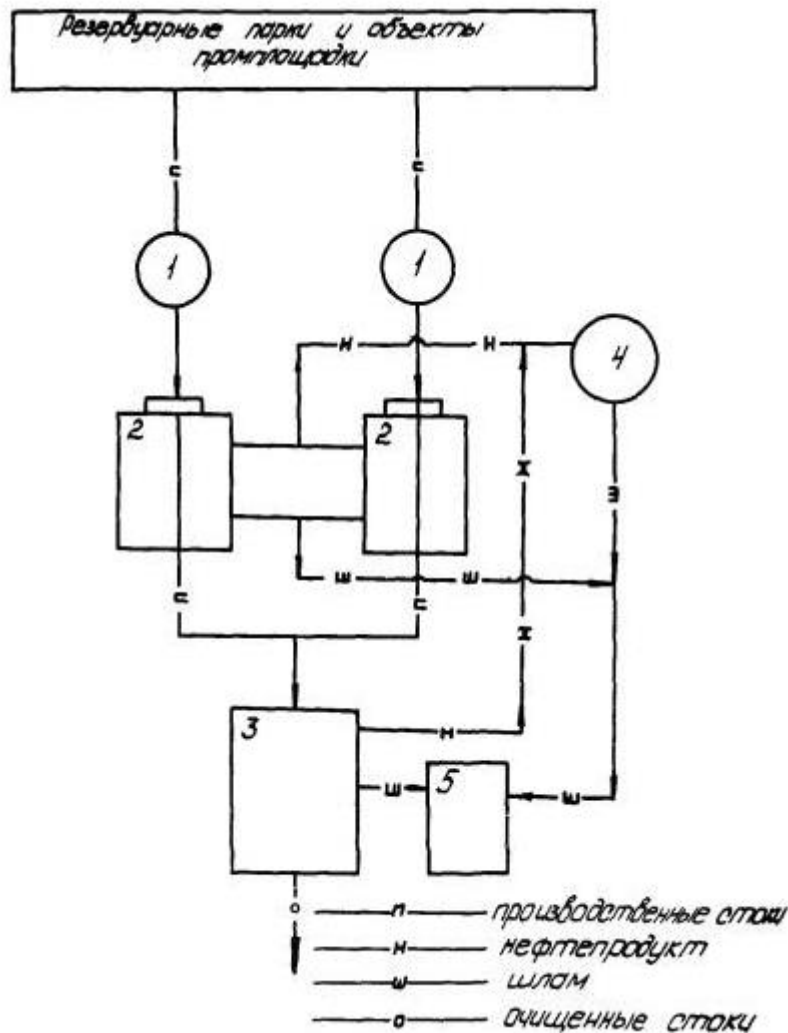 Резервуарные парки и объекты
промплощадки
п п
1 1
н н
4
2 2
н
ш
ш ш
п п
н
3
н
ш 5 ш
о
п производственные стоки
н нефтепродукт
ш шлам
о очищенные стоки